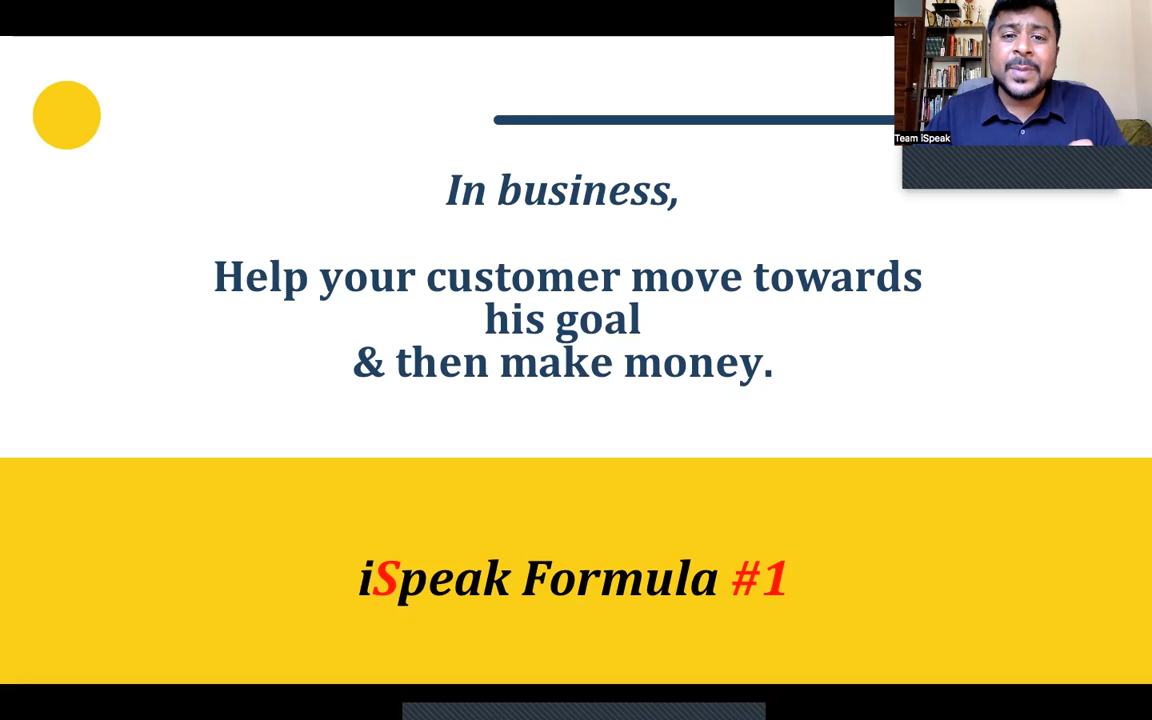 Team iSpeak
In business,
Help your customer move towards
his goal
& then make money.
iSpeak Formula #1